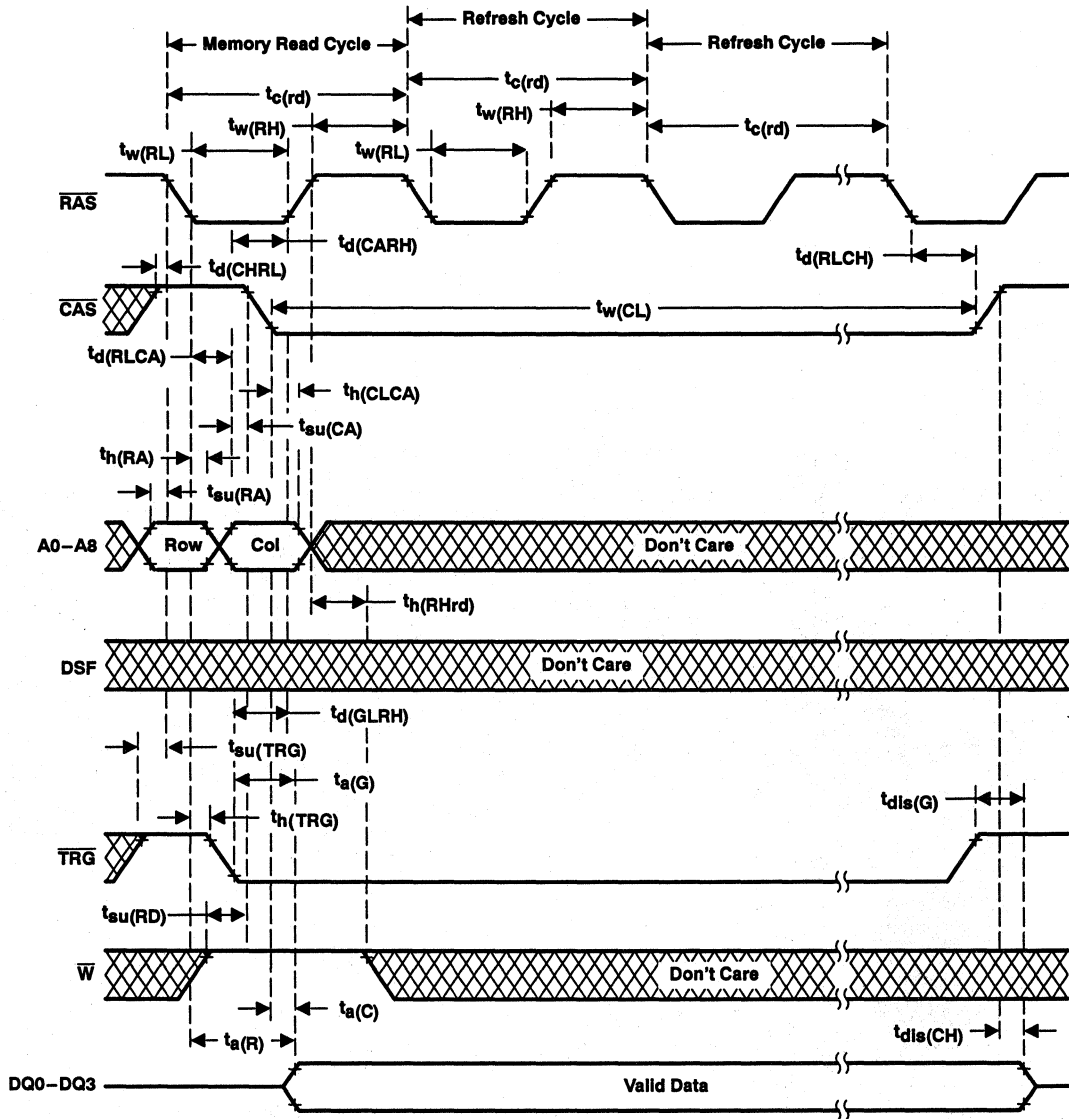 Refresh Cycle
Memory Read Cycle
Refresh Cycle
tc(rd)
tc(rd)
tw(RH)
tw(RH)
tc(rd)
tw(RL)
tw(RL)
RAS
td(CARH)
td(CHRL)
td(RLCH)
CAS
tw(CL)
td(RLCA)
th(CLCA)
tsu(CA)
th(RA)
tsu(RA)
A0–A8
Row
Col
Don't Care
th(RHrd)
DSF
Don't Care
td(GLRH)
tsu(TRG)
ta(G)
tdis(G)
th(TRG)
TRG
tsu(RD)
W
Don't Care
ta(C)
ta(R)
tdis(CH)
DQ0–DQ3
Valid Data